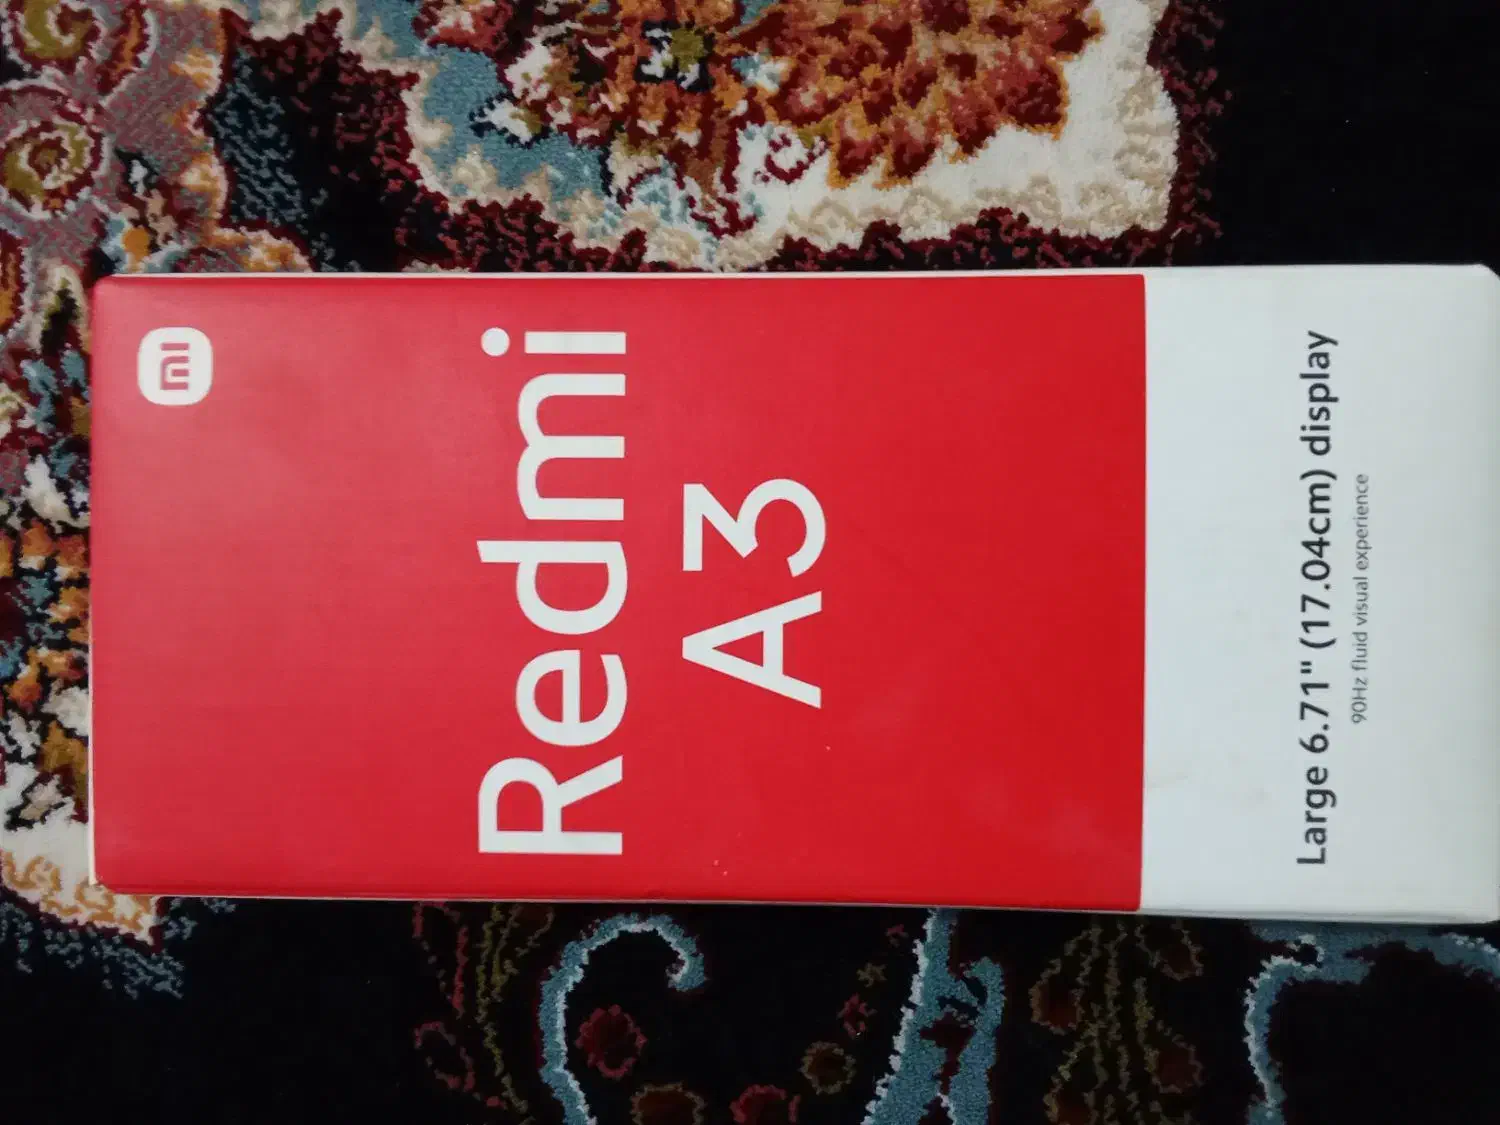 mi
Redmi
A3
Large 6.71" (17.04cm) display
90Hz fluid visual experience